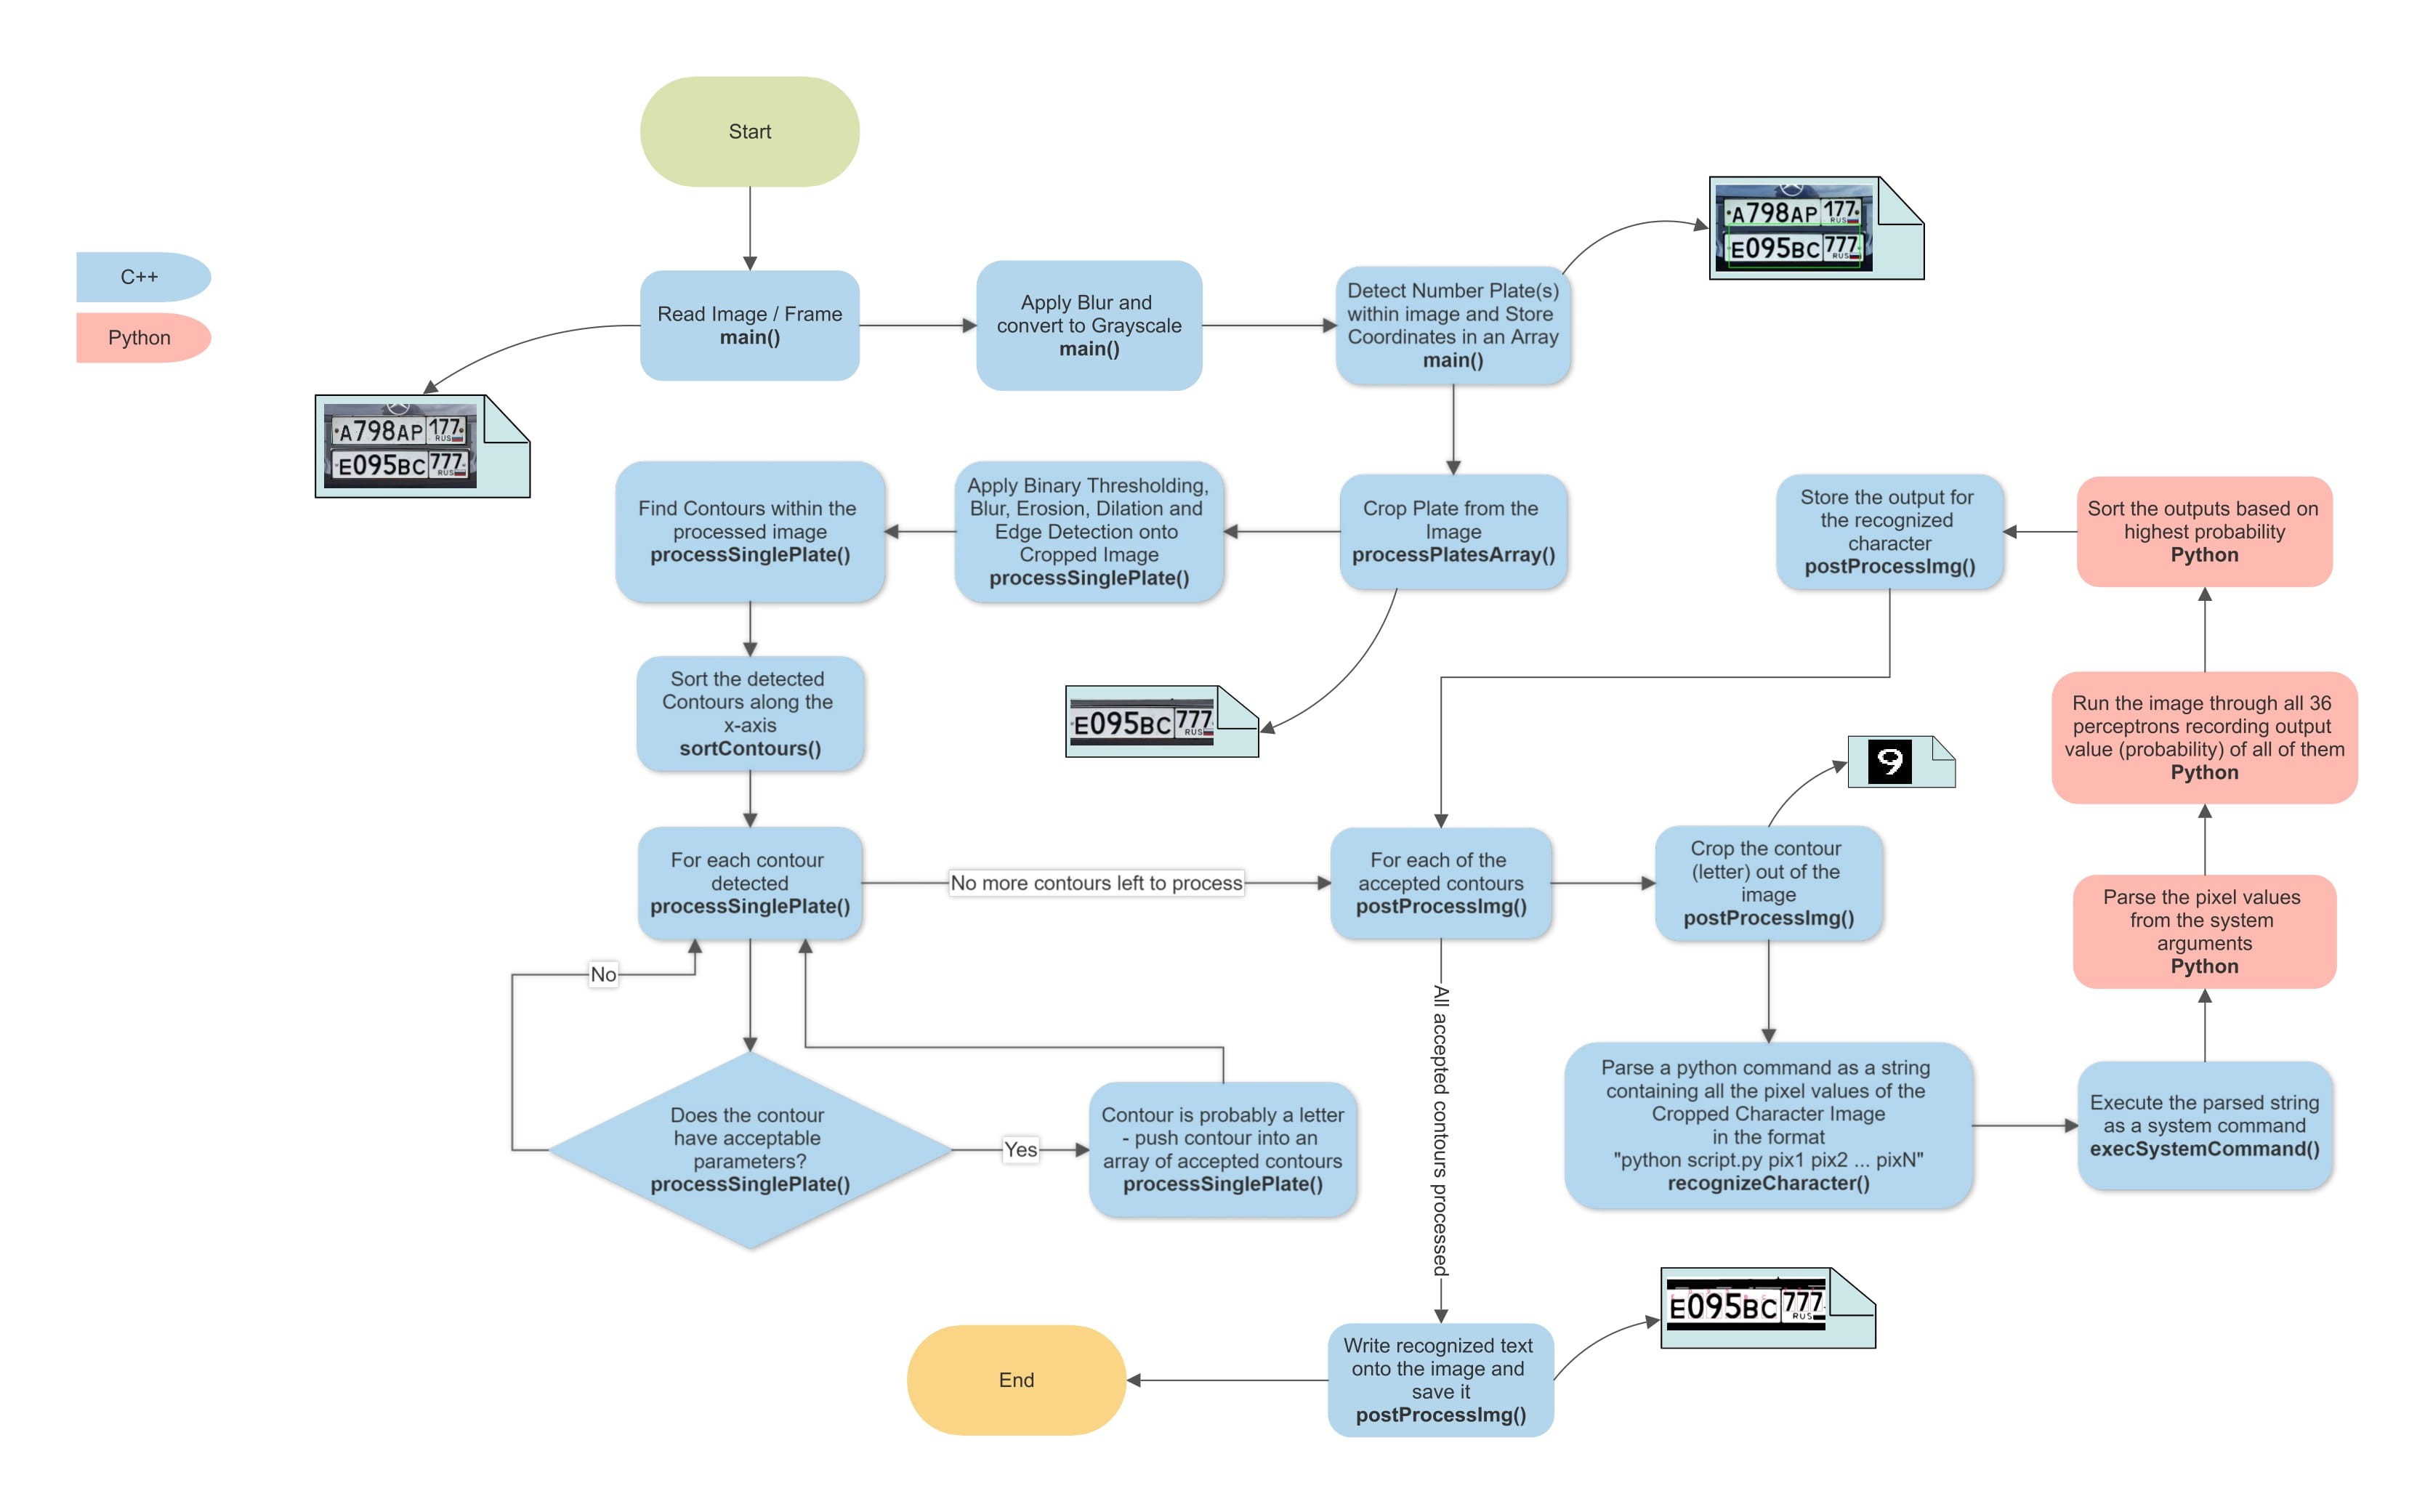 Start
C++
Python
Read Image / Frame
main()
Apply Blur and
convert to Grayscale
main()
Detect Number Plate(s)
within image and Store
Coordinates in an Array
main()
A798AP 177
RUS
E095BC 777
RUS
A798AP 177
RUS
E095BC 777
RUS
Find Contours within the
processed image
processSinglePlate()
Apply Binary Thresholding,
Blur, Erosion, Dilation and
Edge Detection onto
Cropped Image
processSinglePlate()
Crop Plate from the
Image
processPlatesArray()
Store the output for
the recognized
character
postProcessImg()
Sort the outputs based on
highest probability
Python
Sort the detected
Contours along the
x-axis
sortContours()
E095BC 777
RUS
Run the image through all 36
perceptrons recording output
value (probability) of all of them
Python
9
For each contour
detected
processSinglePlate()
No more contours left to process
For each of the
accepted contours
postProcessImg()
Crop the contour
(letter) out of the
image
postProcessImg()
Parse the pixel values
from the system
arguments
Python
No
Does the contour
have acceptable
parameters?
processSinglePlate()
Yes
Contour is probably a letter
- push contour into an
array of accepted contours
processSinglePlate()
All accepted contours processed
Parse a python command as a string
containing all the pixel values of the
Cropped Character Image
in the format
"python script.py pix1 pix2 ... pixN"
recognizeCharacter()
Execute the parsed string
as a system command
execSystemCommand()
E095BC 777
RUS
Write recognized text
onto the image and
save it
postProcessImg()
End